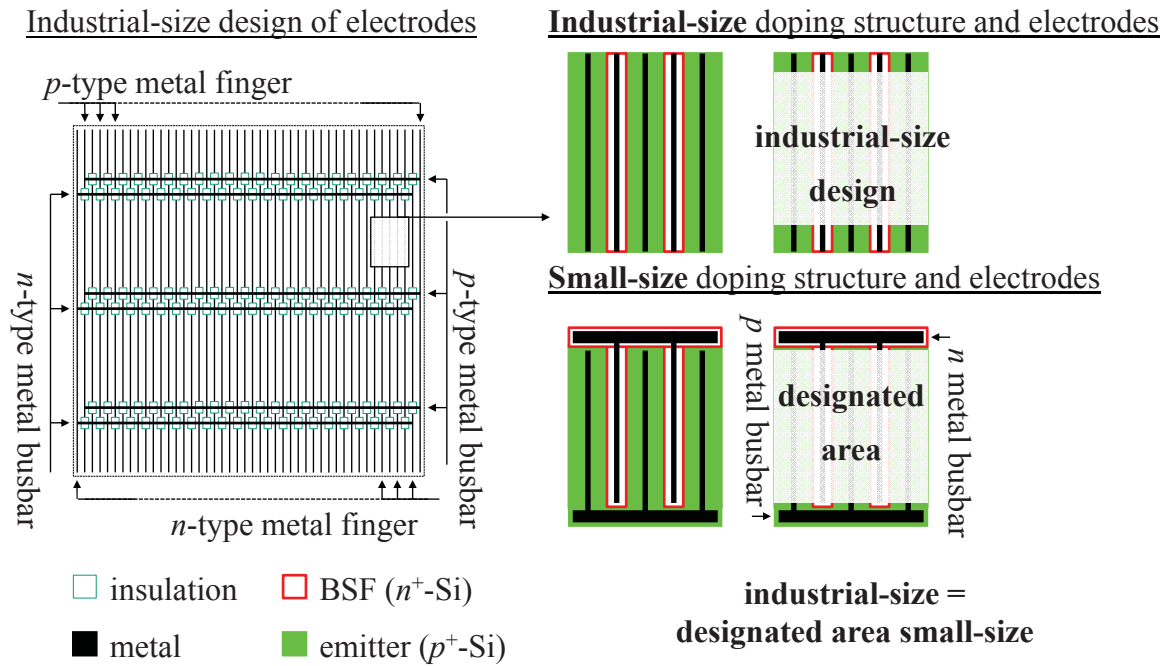 Industrial-size design of electrodes
p-type metal finger
n-type metal busbar
p-type metal busbar
n-type metal finger
insulation
BSF (n⁺-Si)
metal
emitter (p⁺-Si)
Industrial-size doping structure and electrodes
industrial-size
design
Small-size doping structure and electrodes
p metal busbar
designated
area
n metal busbar
industrial-size =
designated area small-size